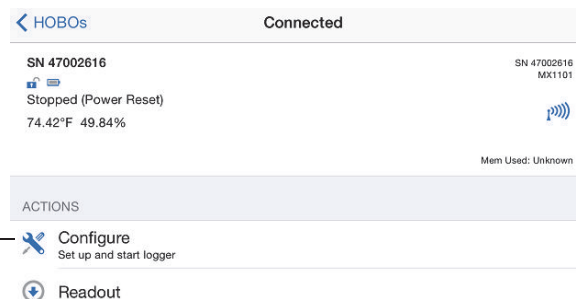 HOBOs
Connected
SN 47002616
SN 47002616
MX1101
Stopped (Power Reset)
74.42°F 49.84%
Mem Used: Unknown
ACTIONS
Configure
Set up and start logger
Readout